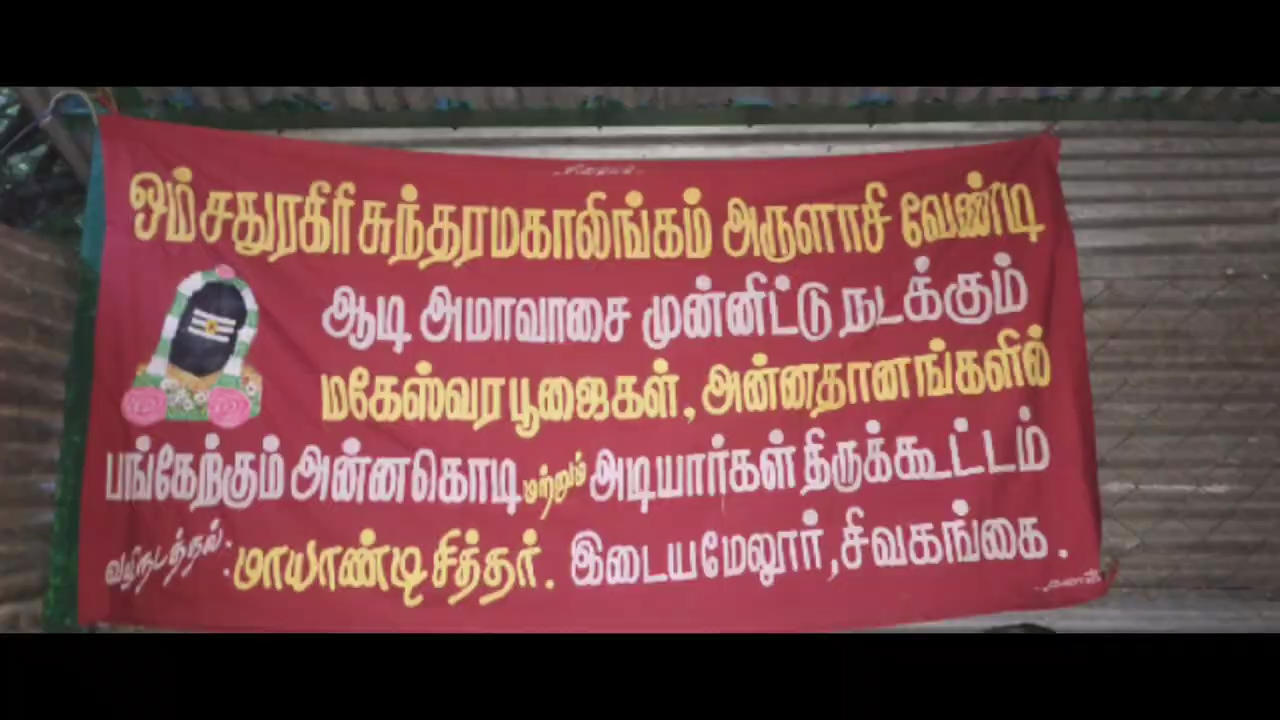 ஓம் சதுரகிரி சுந்தரமகாலிங்கம் அருளாசி வேண்டி
ஆடி அமாவாசை முன்னிட்டு நடக்கும்
மகேஸ்வர பூஜைகள், அன்னதானங்களில்
பங்கேற்கும் அன்னகொடி மற்றும் அடியார்கள் திருக்கூட்டம்
வழிநடத்தல்: மாயாண்டி சித்தர். இடையமேலூர், சிவகங்கை.